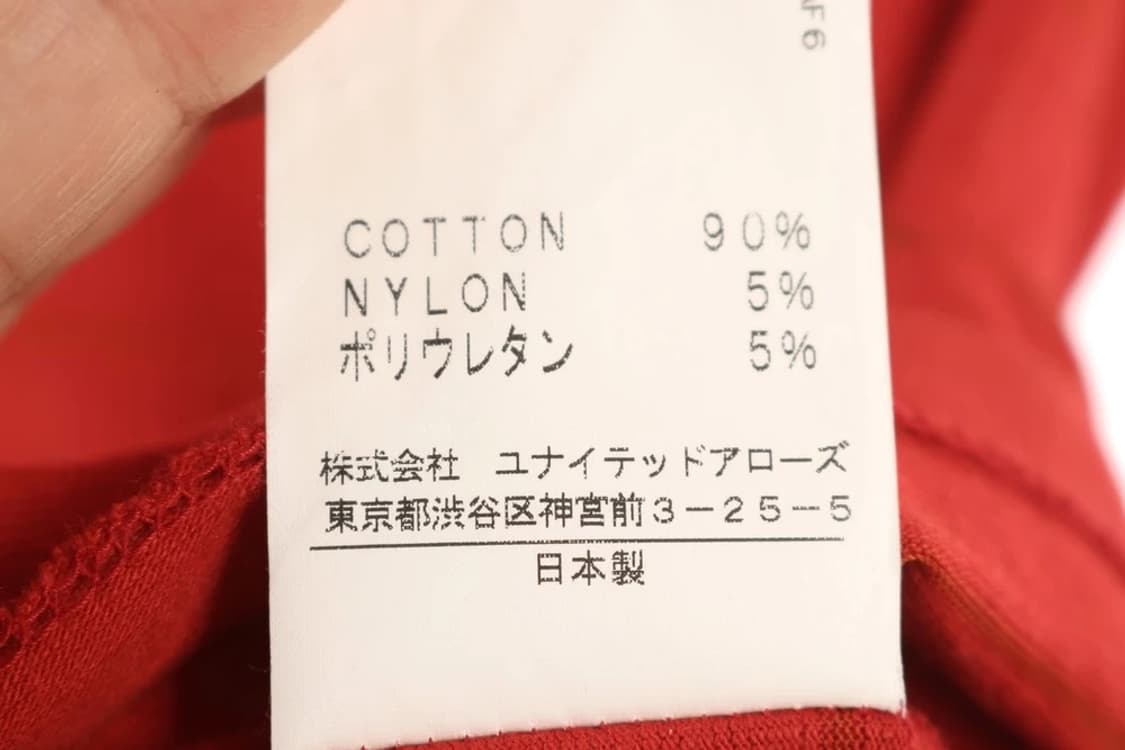 COTTON 90%
NYLON 5%
ポリウレタン 5%
株式会社 ユナイテッドアローズ
東京都渋谷区神宮前3-25-5
日本製